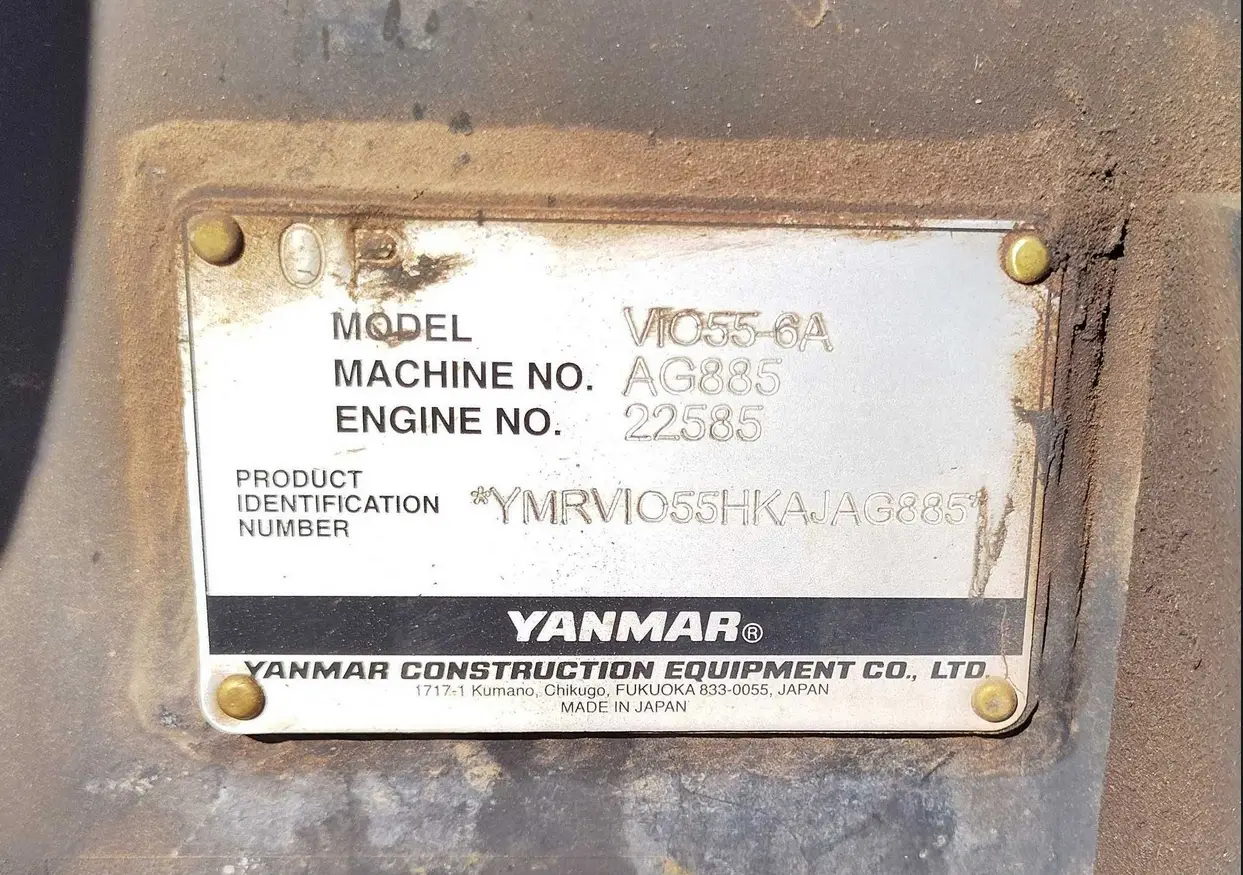 0 P
MODEL VIO55-6A
MACHINE NO. AG885
ENGINE NO. 22585
PRODUCT
IDENTIFICATION
NUMBER
*YMRVIO55HKAJAG885*
YANMAR®
YANMAR CONSTRUCTION EQUIPMENT CO., LTD.
1717-1 Kumano, Chikugo, FUKUOKA 833-0055, JAPAN
MADE IN JAPAN